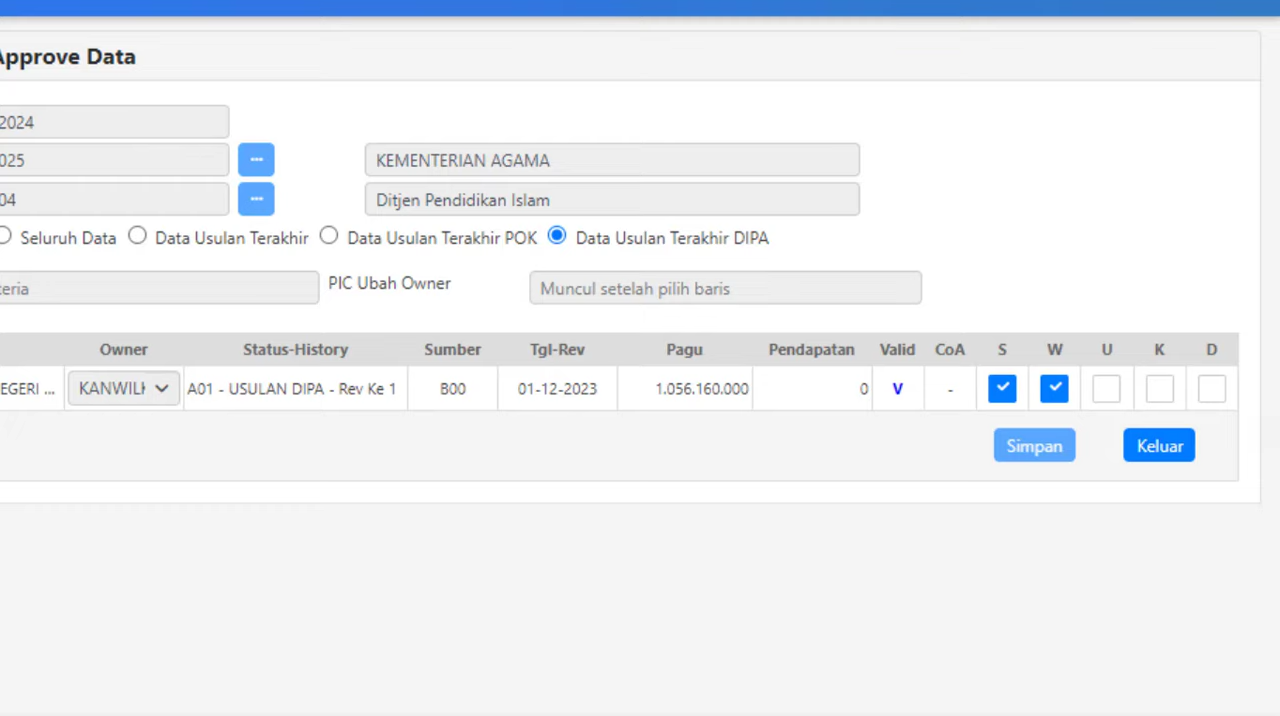 Approve Data
2024
025
KEMENTERIAN AGAMA
04
Ditjen Pendidikan Islam
Seluruh Data Data Usulan Terakhir Data Usulan Terakhir POK Data Usulan Terakhir DIPA
teria PIC Ubah Owner Muncul setelah pilih baris
Owner Status-History Sumber Tgl-Rev Pagu Pendapatan Valid CoA S W U K D
EGERI ... KANWIL A01 - USULAN DIPA - Rev Ke 1 B00 01-12-2023 1.056.160.000 0 V -
Simpan Keluar